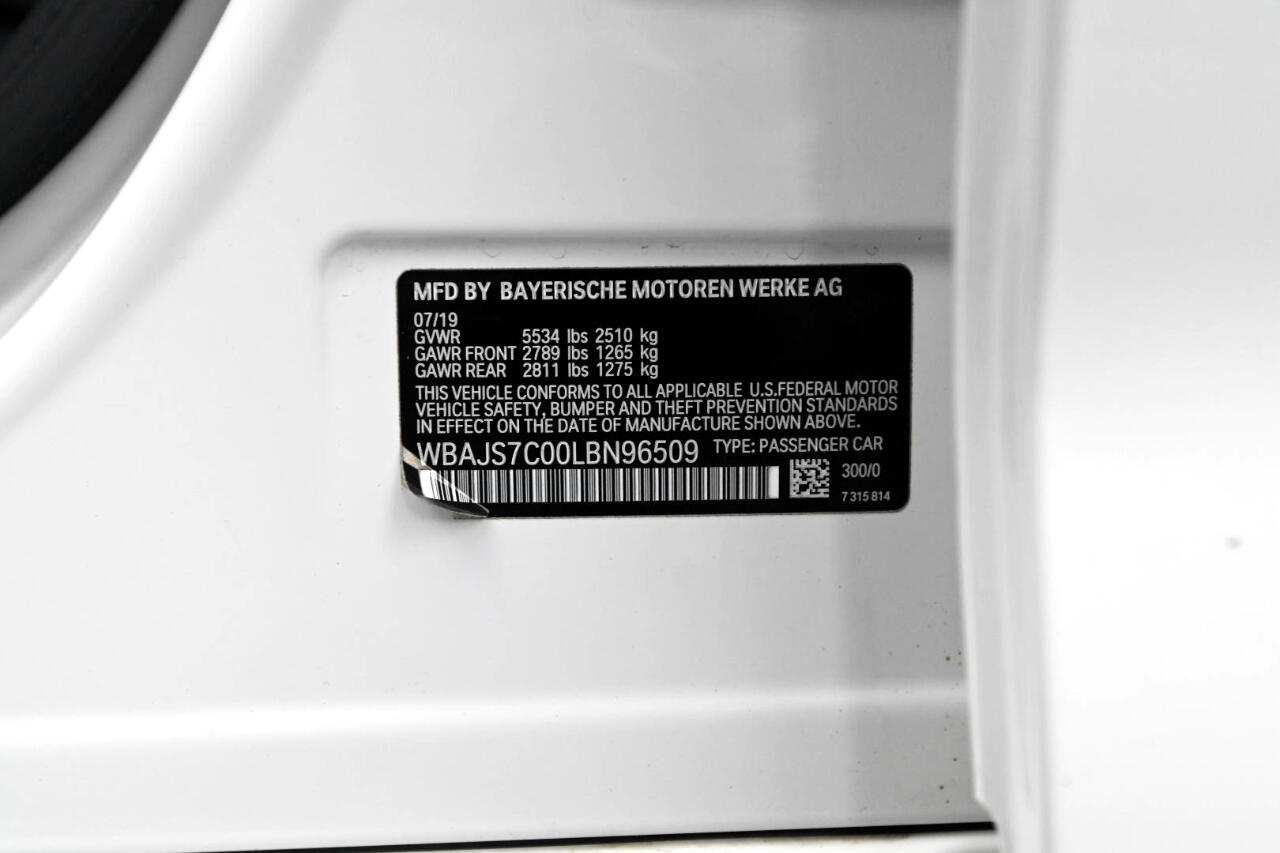 MFD BY BAYERISCHE MOTOREN WERKE AG
07/19
GVWR 5534 lbs 2510 kg
GAWR FRONT 2789 lbs 1265 kg
GAWR REAR 2811 lbs 1275 kg
THIS VEHICLE CONFORMS TO ALL APPLICABLE U.S.FEDERAL MOTOR
VEHICLE SAFETY, BUMPER AND THEFT PREVENTION STANDARDS
IN EFFECT ON THE DATE OF MANUFACTURE SHOWN ABOVE.
WBAJS7C00LBN96509 TYPE: PASSENGER CAR
300/0
7 315 814